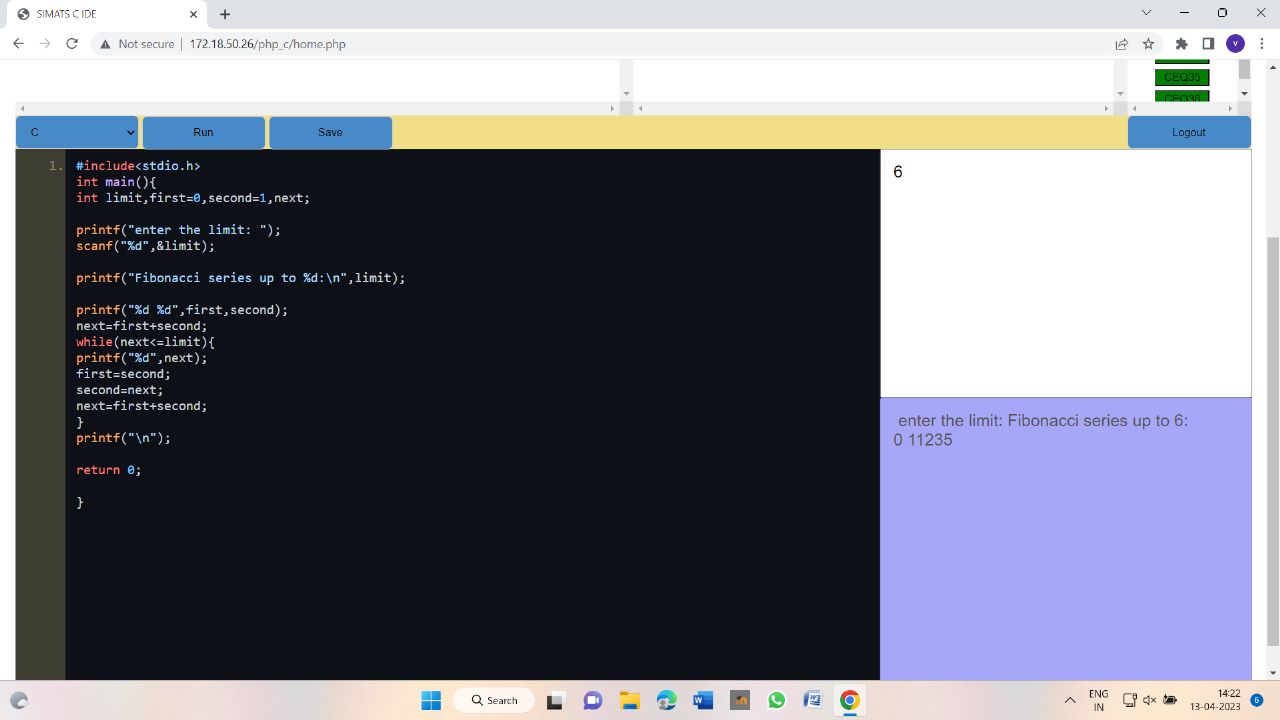 SIMATS C IDE
Not secure | 172.18.50.26/php_c/home.php
v
CEQ35
CEQ36
C Run Save Logout
1. #include<stdio.h>
int main(){
int limit,first=0,second=1,next;
printf("enter the limit: ");
scanf("%d",&limit);
printf("Fibonacci series up to %d:\n",limit);
printf("%d %d",first,second);
next=first+second;
while(next<=limit){
printf("%d",next);
first=second;
second=next;
next=first+second;
}
printf("\n");
return 0;
}
6
enter the limit: Fibonacci series up to 6:
0 11235
Search
ENG
IN
14:22
13-04-2023
6